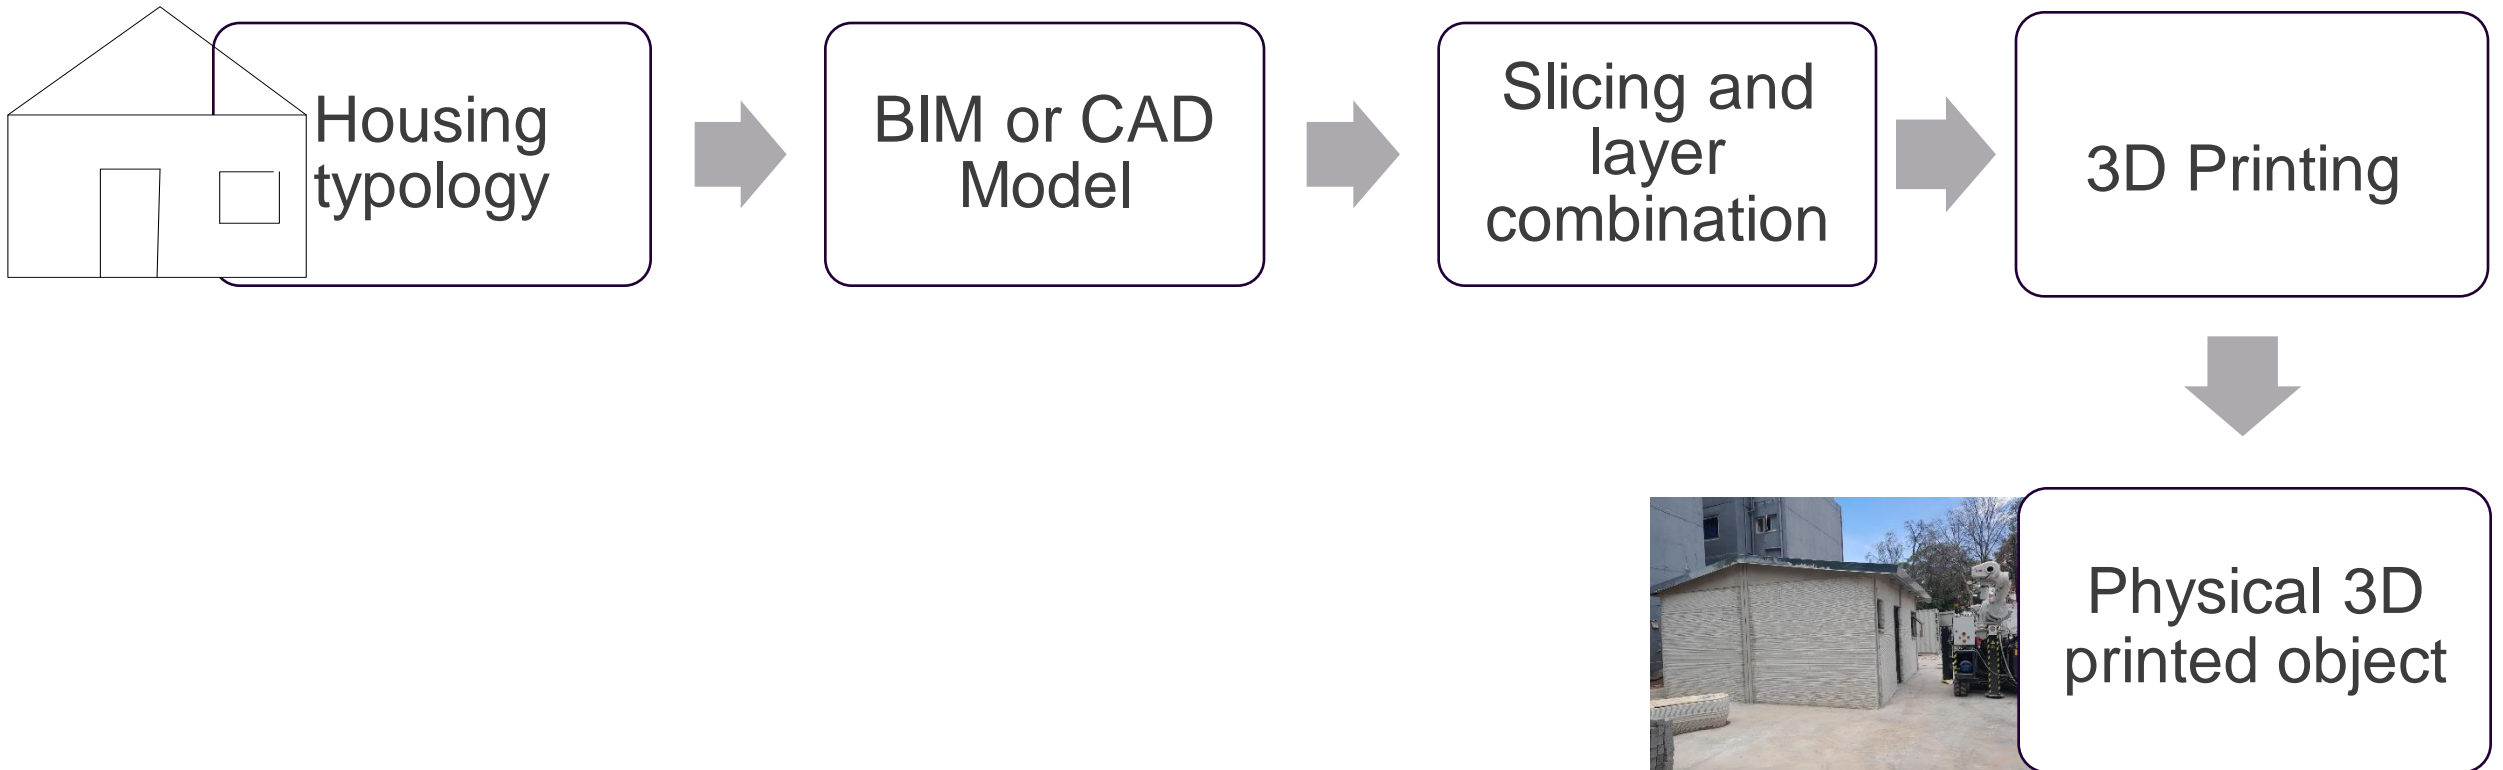 Housing
typology
BIM or CAD
Model
Slicing and
layer
combination
3D Printing
Physical 3D
printed object